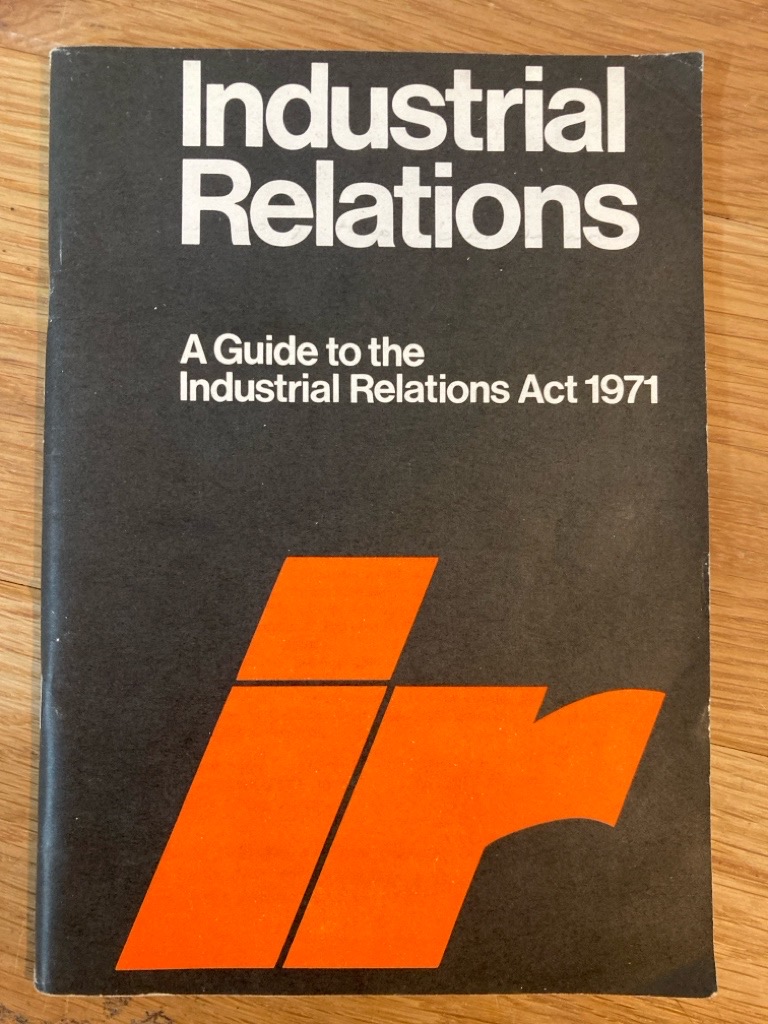 Industrial
Relations
A Guide to the
Industrial Relations Act 1971
ir